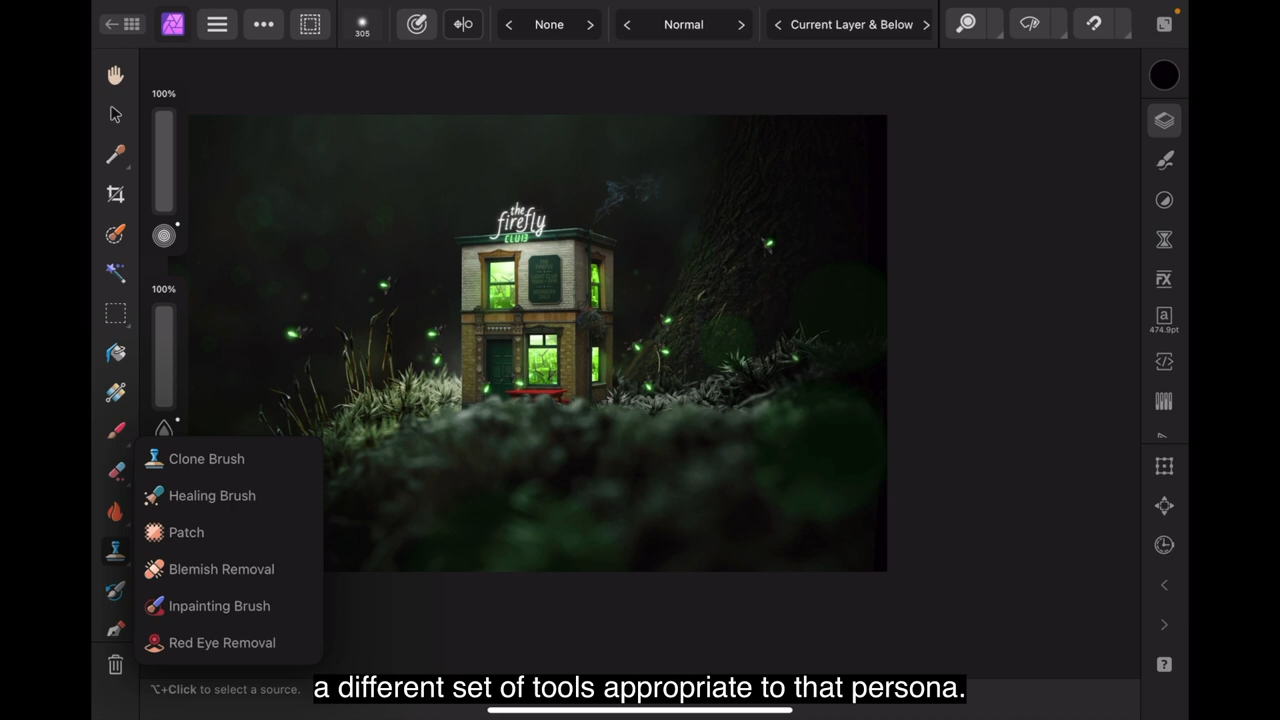 305
None
Normal
Current Layer & Below
100%
100%
the
firefly
CLUB
a
474.9pt
Clone Brush
Healing Brush
Patch
Blemish Removal
Inpainting Brush
Red Eye Removal
?
⌥+Click to select a source.
a different set of tools appropriate to that persona.